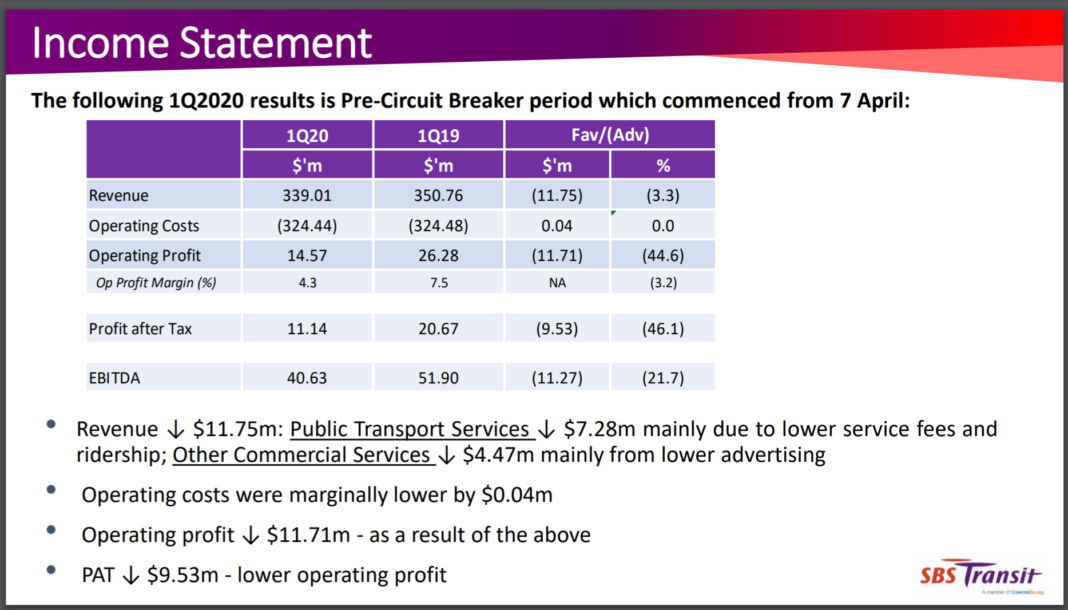 Income Statement
The following 1Q2020 results is Pre-Circuit Breaker period which commenced from 7 April:
1Q20 1Q19 Fav/(Adv)
$'m $'m $'m %
Revenue 339.01 350.76 (11.75) (3.3)
Operating Costs (324.44) (324.48) 0.04 0.0
Operating Profit 14.57 26.28 (11.71) (44.6)
Op Profit Margin (%) 4.3 7.5 NA (3.2)
Profit after Tax 11.14 20.67 (9.53) (46.1)
EBITDA 40.63 51.90 (11.27) (21.7)
• Revenue ↓ $11.75m: Public Transport Services ↓ $7.28m mainly due to lower service fees and
ridership; Other Commercial Services ↓ $4.47m mainly from lower advertising
• Operating costs were marginally lower by $0.04m
• Operating profit ↓ $11.71m - as a result of the above
• PAT ↓ $9.53m - lower operating profit
SBS Transit
A member of ComfortDelGro